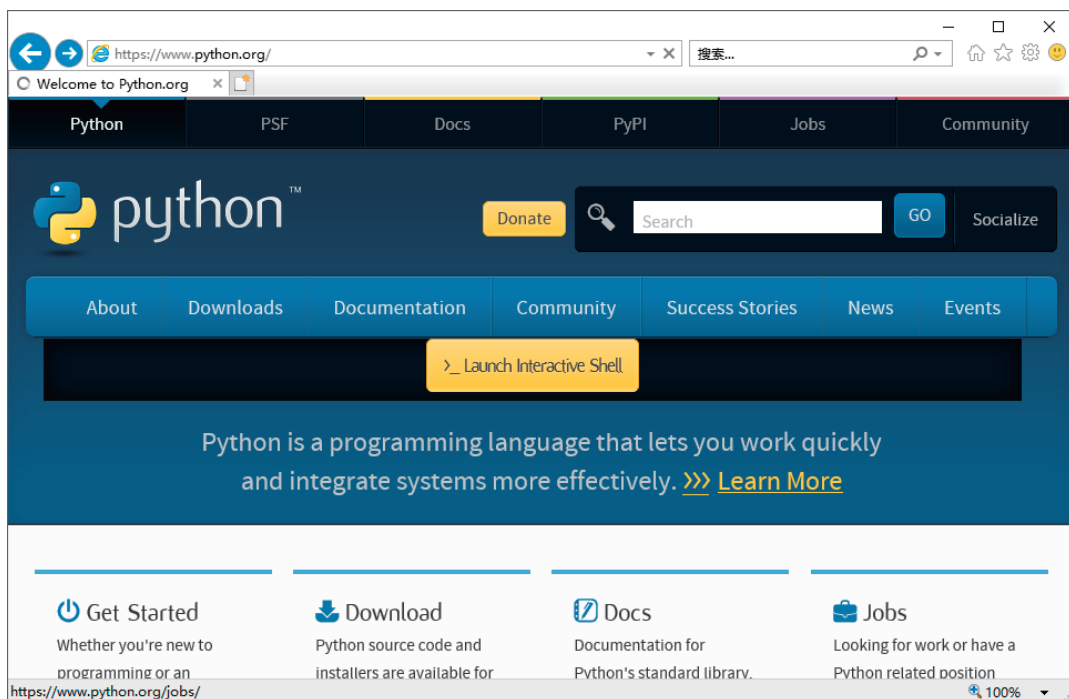 https://www.python.org/
搜索...
Welcome to Python.org
Python PSF Docs PyPI Jobs Community
python™
Donate
Search
GO
Socialize
About Downloads Documentation Community Success Stories News Events
>_ Launch Interactive Shell
Python is a programming language that lets you work quickly
and integrate systems more effectively. >>> Learn More
Get Started
Whether you're new to
programming or an
Download
Python source code and
installers are available for
Docs
Documentation for
Python's standard library,
Jobs
Looking for work or have a
Python related position
https://www.python.org/jobs/
100%